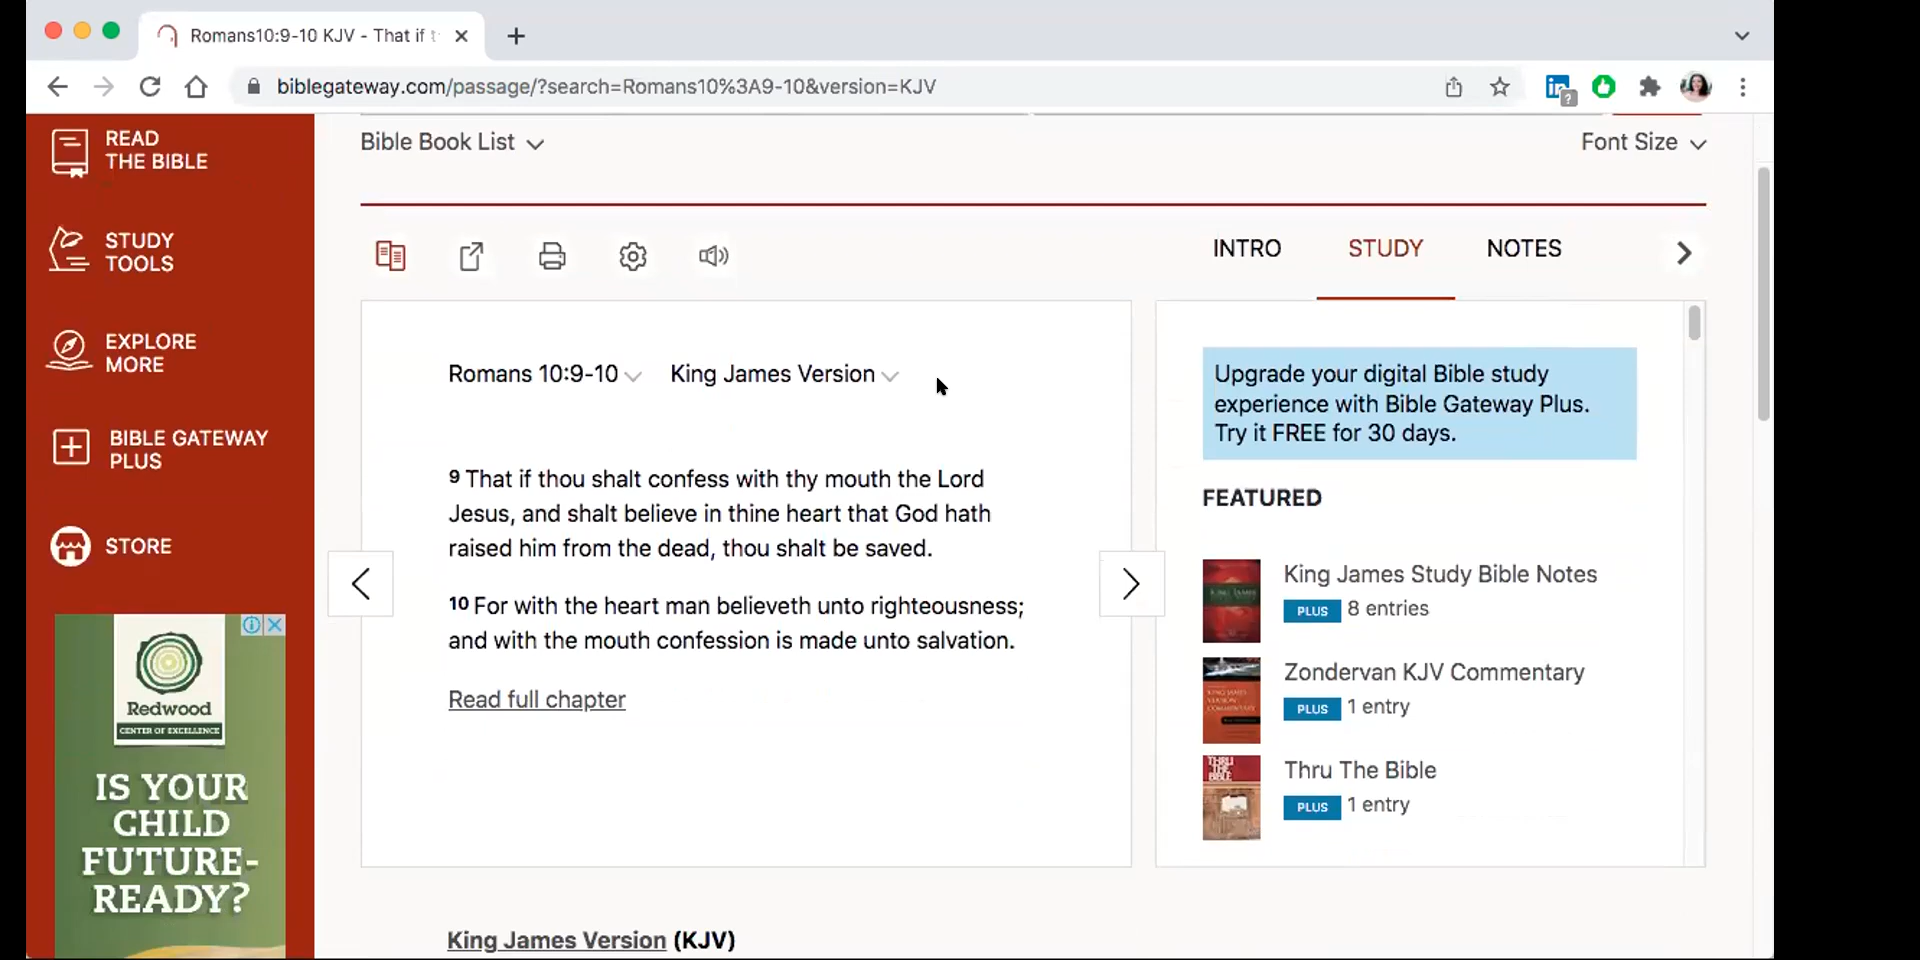 Romans10:9-10 KJV - That if t
biblegateway.com/passage/?search=Romans10%3A9-10&version=KJV
in
?
READ
THE BIBLE
STUDY
TOOLS
EXPLORE
MORE
BIBLE GATEWAY
PLUS
STORE
Redwood
CENTER OF EXCELLENCE
IS YOUR
CHILD
FUTURE-
READY?
Bible Book List
Font Size
INTRO
STUDY
NOTES
Romans 10:9-10
King James Version
9 That if thou shalt confess with thy mouth the Lord
Jesus, and shalt believe in thine heart that God hath
raised him from the dead, thou shalt be saved.
10 For with the heart man believeth unto righteousness;
and with the mouth confession is made unto salvation.
Read full chapter
Upgrade your digital Bible study
experience with Bible Gateway Plus.
Try it FREE for 30 days.
FEATURED
King James Study Bible Notes
PLUS 8 entries
Zondervan KJV Commentary
PLUS 1 entry
THRU
THE
BIBLE
Thru The Bible
PLUS 1 entry
King James Version (KJV)